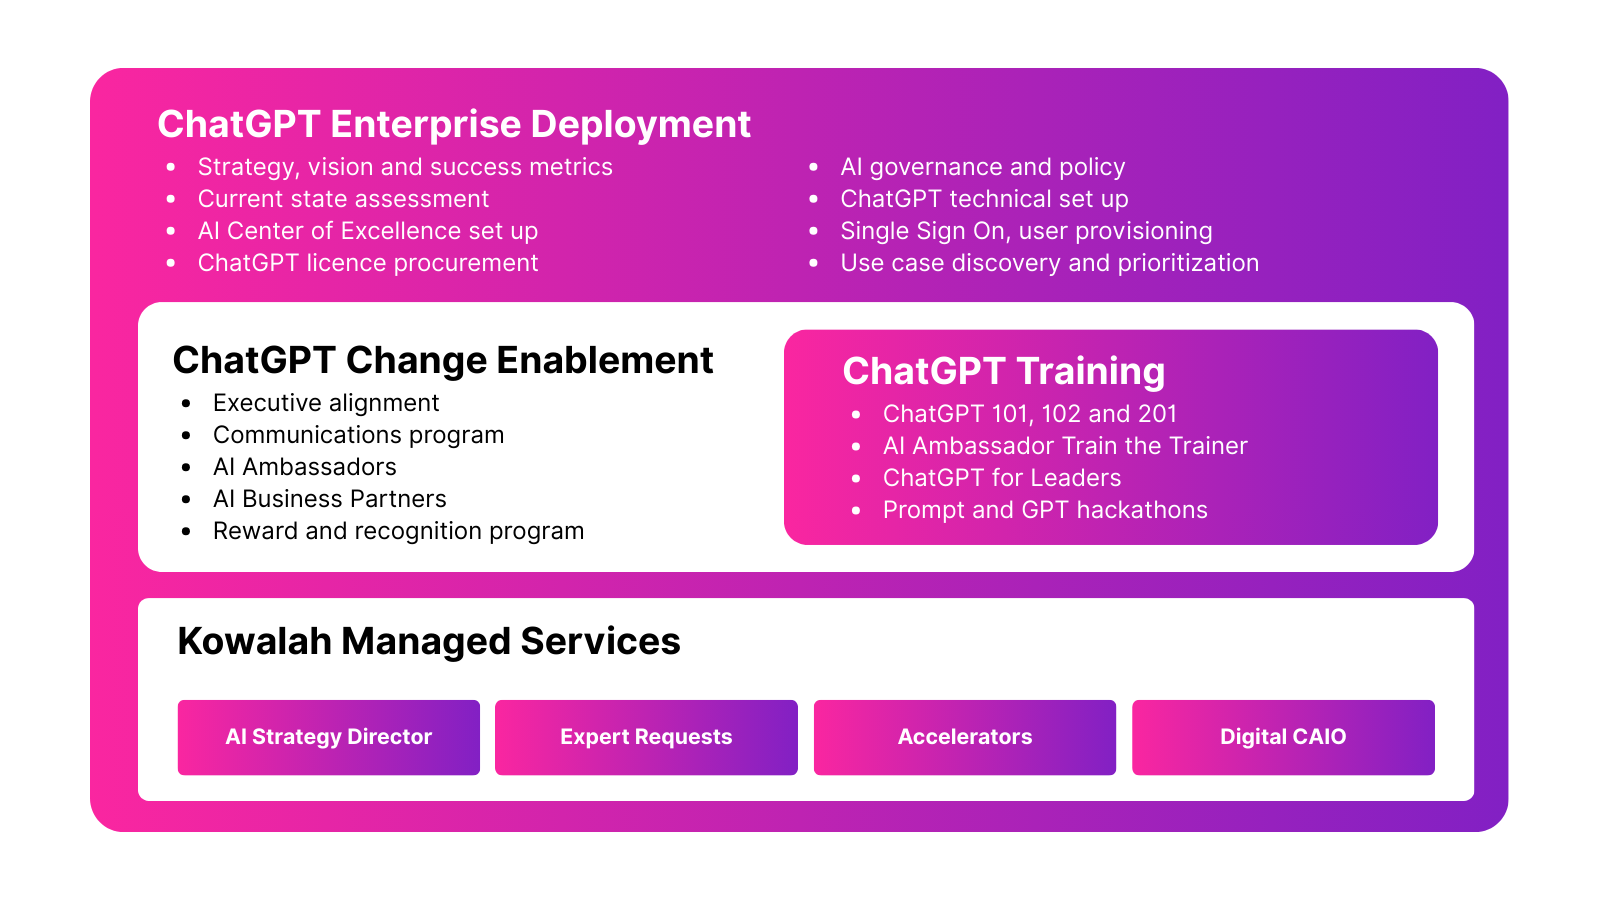 ChatGPT Enterprise Deployment
• Strategy, vision and success metrics
• Current state assessment
• AI Center of Excellence set up
• ChatGPT licence procurement
• AI governance and policy
• ChatGPT technical set up
• Single Sign On, user provisioning
• Use case discovery and prioritization
ChatGPT Change Enablement
• Executive alignment
• Communications program
• AI Ambassadors
• AI Business Partners
• Reward and recognition program
ChatGPT Training
• ChatGPT 101, 102 and 201
• AI Ambassador Train the Trainer
• ChatGPT for Leaders
• Prompt and GPT hackathons
Kowalah Managed Services
AI Strategy Director
Expert Requests
Accelerators
Digital CAIO